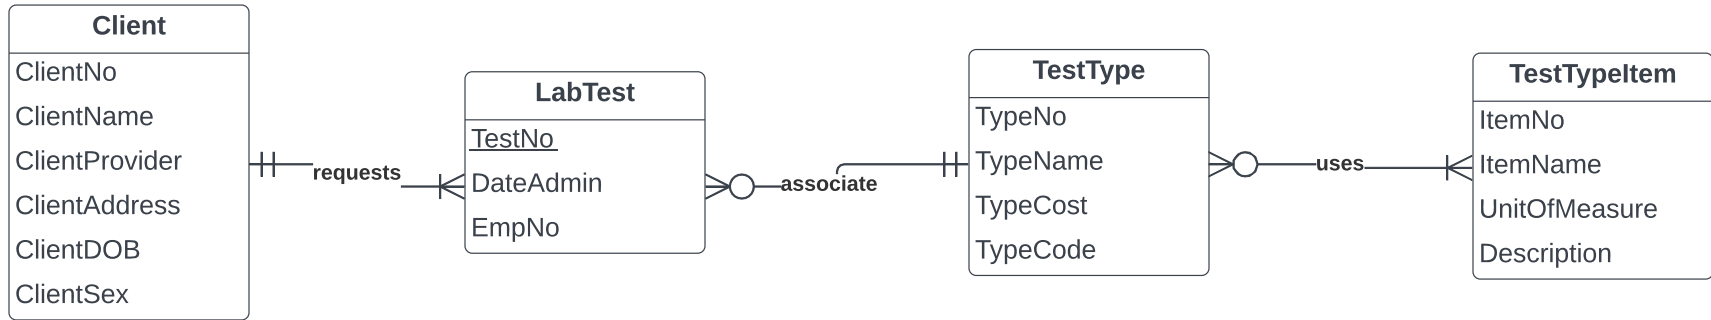 Client
ClientNo
ClientName
ClientProvider
ClientAddress
ClientDOB
ClientSex
requests
LabTest
TestNo
DateAdmin
EmpNo
associate
TestType
TypeNo
TypeName
TypeCost
TypeCode
uses
TestTypeItem
ItemNo
ItemName
UnitOfMeasure
Description